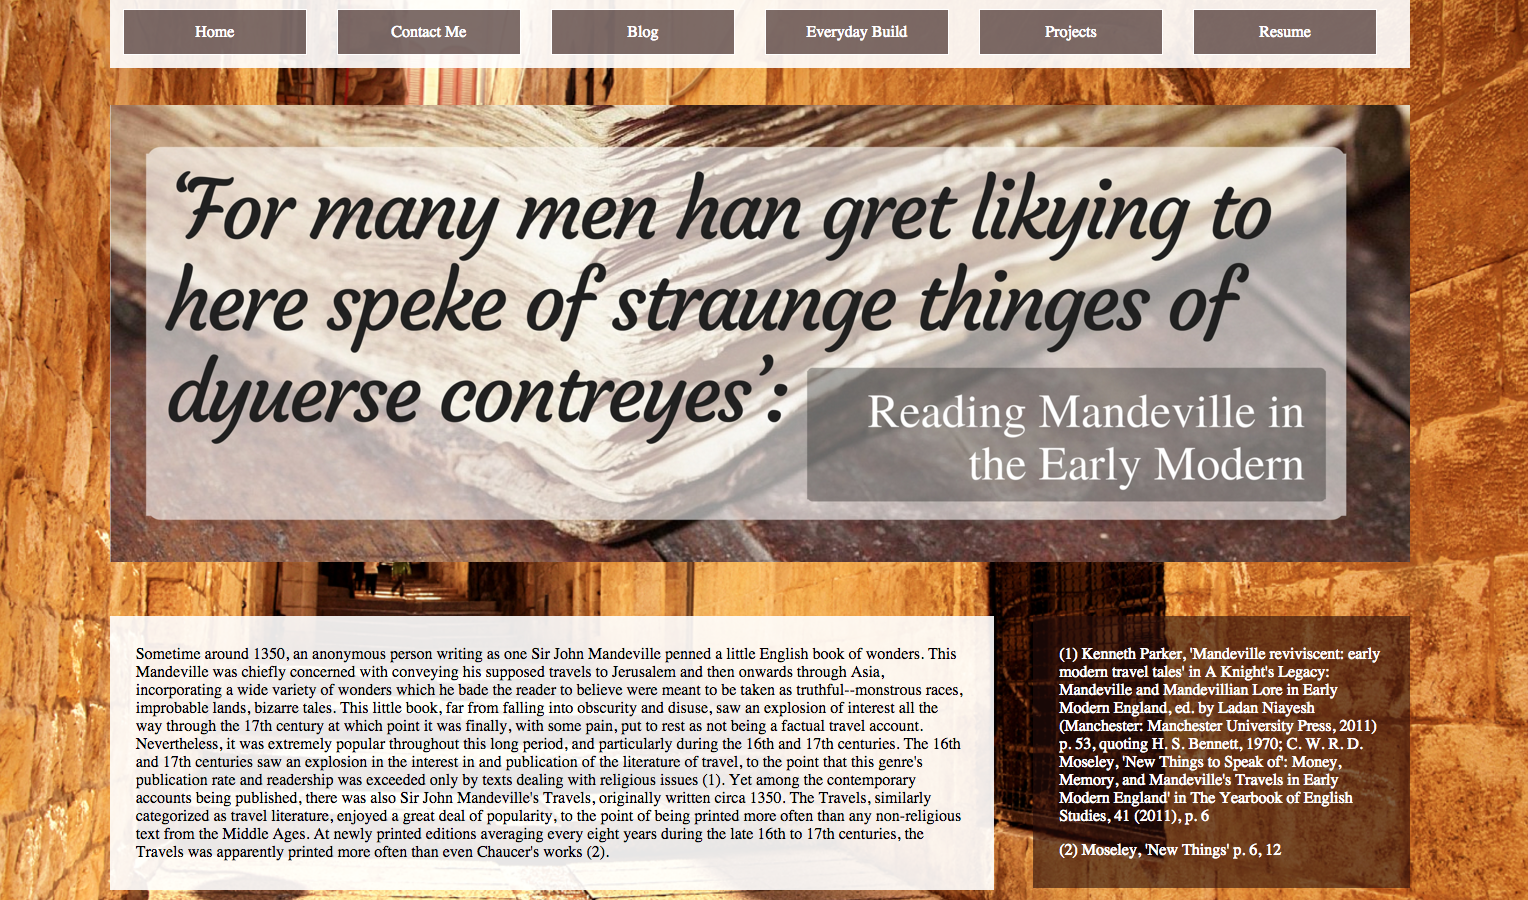 Home
Contact Me
Blog
Everyday Build
Projects
Resume
‘For many men han gret likying to
here speke of straunge thinges of
dyuerse contreyes’:
Reading Mandeville in
the Early Modern
Sometime around 1350, an anonymous person writing as one Sir John Mandeville penned a little English book of wonders. This
Mandeville was chiefly concerned with conveying his supposed travels to Jerusalem and then onwards through Asia,
incorporating a wide variety of wonders which he bade the reader to believe were meant to be taken as truthful--monstrous races,
improbable lands, bizarre tales. This little book, far from falling into obscurity and disuse, saw an explosion of interest all the
way through the 17th century at which point it was finally, with some pain, put to rest as not being a factual travel account.
Nevertheless, it was extremely popular throughout this long period, and particularly during the 16th and 17th centuries. The 16th
and 17th centuries saw an explosion in the interest in and publication of the literature of travel, to the point that this genre's
publication rate and readership was exceeded only by texts dealing with religious issues (1). Yet among the contemporary
accounts being published, there was also Sir John Mandeville's Travels, originally written circa 1350. The Travels, similarly
categorized as travel literature, enjoyed a great deal of popularity, to the point of being printed more often than any non-religious
text from the Middle Ages. At newly printed editions averaging every eight years during the late 16th to 17th centuries, the
Travels was apparently printed more often than even Chaucer's works (2).
(1) Kenneth Parker, 'Mandeville reviviscent: early
modern travel tales' in A Knight's Legacy:
Mandeville and Mandevillian Lore in Early
Modern England, ed. by Ladan Niayesh
(Manchester: Manchester University Press, 2011)
p. 53, quoting H. S. Bennett, 1970; C. W. R. D.
Moseley, 'New Things to Speak of': Money,
Memory, and Mandeville's Travels in Early
Modern England' in The Yearbook of English
Studies, 41 (2011), p. 6
(2) Moseley, 'New Things' p. 6, 12